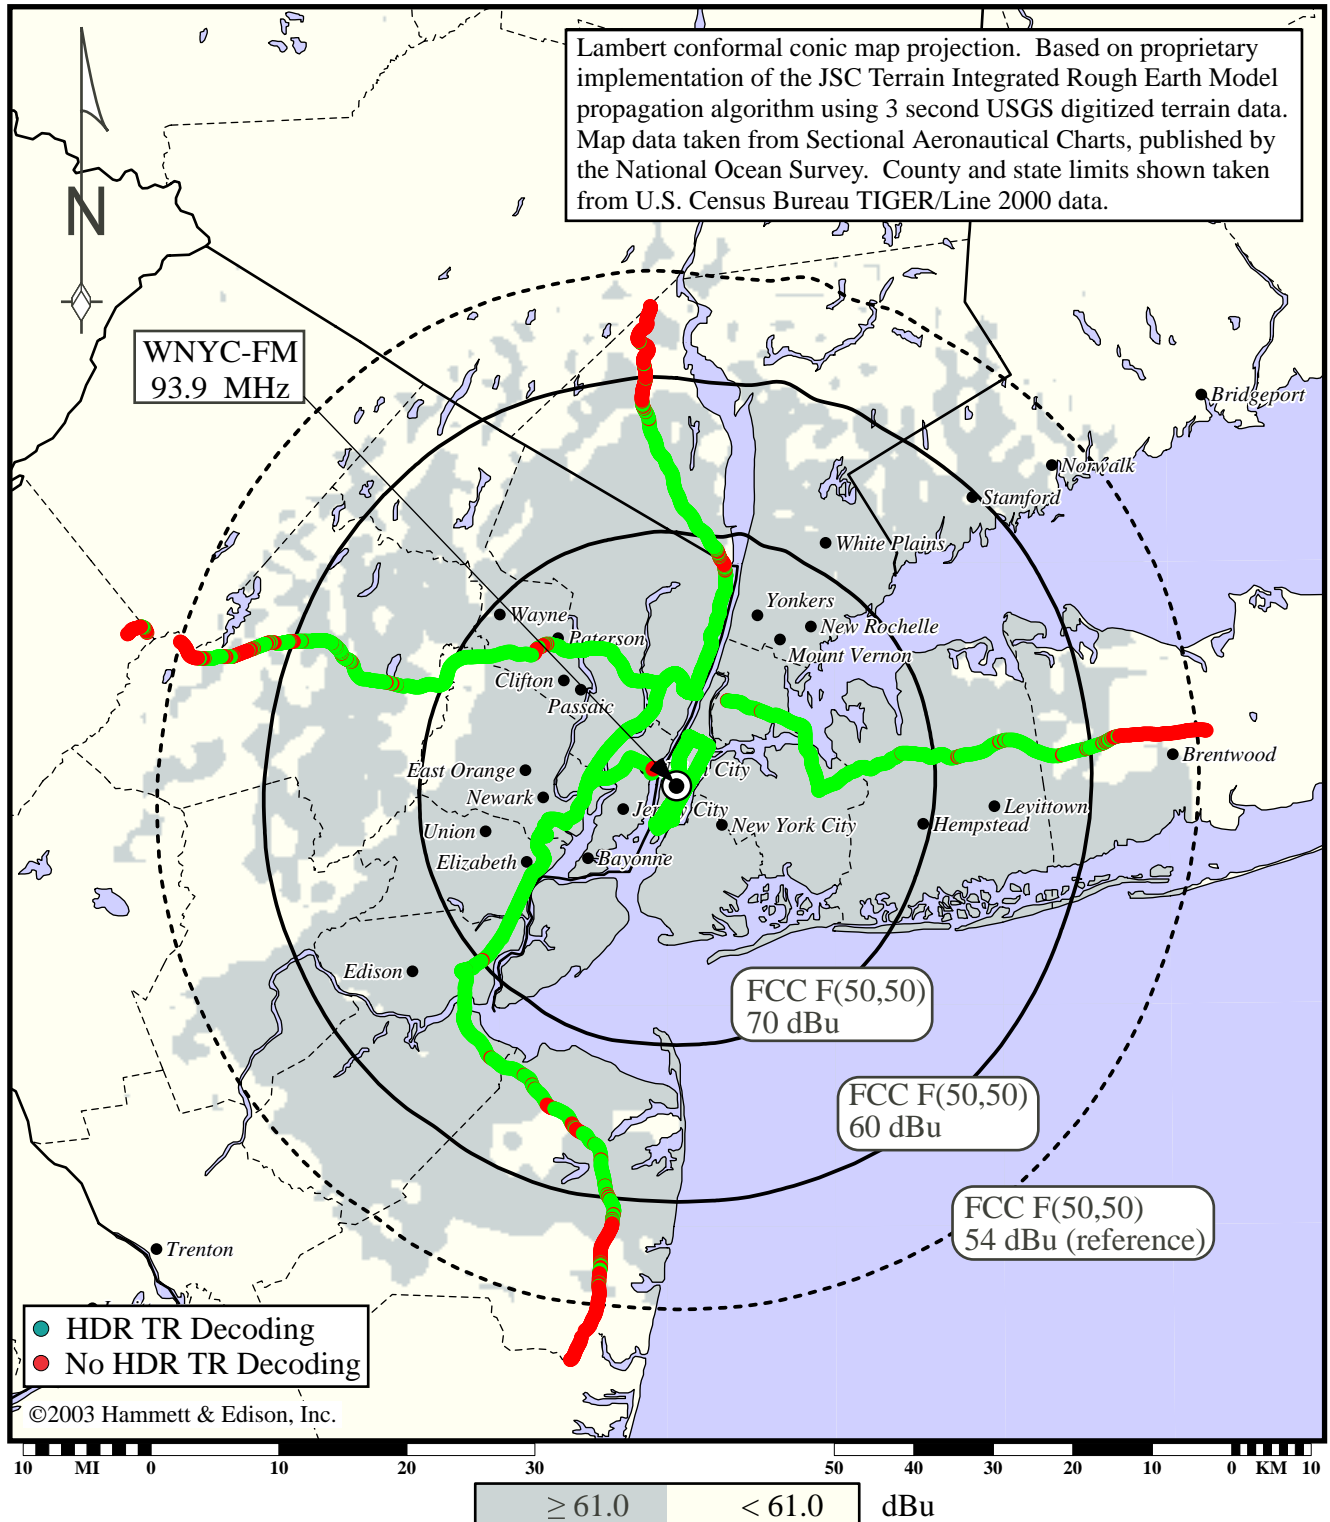 Lambert conformal conic map projection. Based on proprietary
implementation of the JSC Terrain Integrated Rough Earth Model
propagation algorithm using 3 second USGS digitized terrain data.
Map data taken from Sectional Aeronautical Charts, published by
the National Ocean Survey. County and state limits shown taken
from U.S. Census Bureau TIGER/Line 2000 data.
N
WNYC-FM
93.9 MHz
Bridgeport
Norwalk
Stamford
White Plains
Yonkers
New Rochelle
Mount Vernon
Wayne
Paterson
Clifton
Passaic
East Orange
Newark
Union
Elizabeth
Bayonne
Jersey City
City
New York City
Brentwood
Levittown
Hempstead
Edison
Trenton
FCC F(50,50)
70 dBu
FCC F(50,50)
60 dBu
FCC F(50,50)
54 dBu (reference)
HDR TR Decoding
No HDR TR Decoding
©2003 Hammett & Edison, Inc.
10 MI 0 10 20 30
50 40 30 20 10 0 KM 10
≥ 61.0 < 61.0 dBu